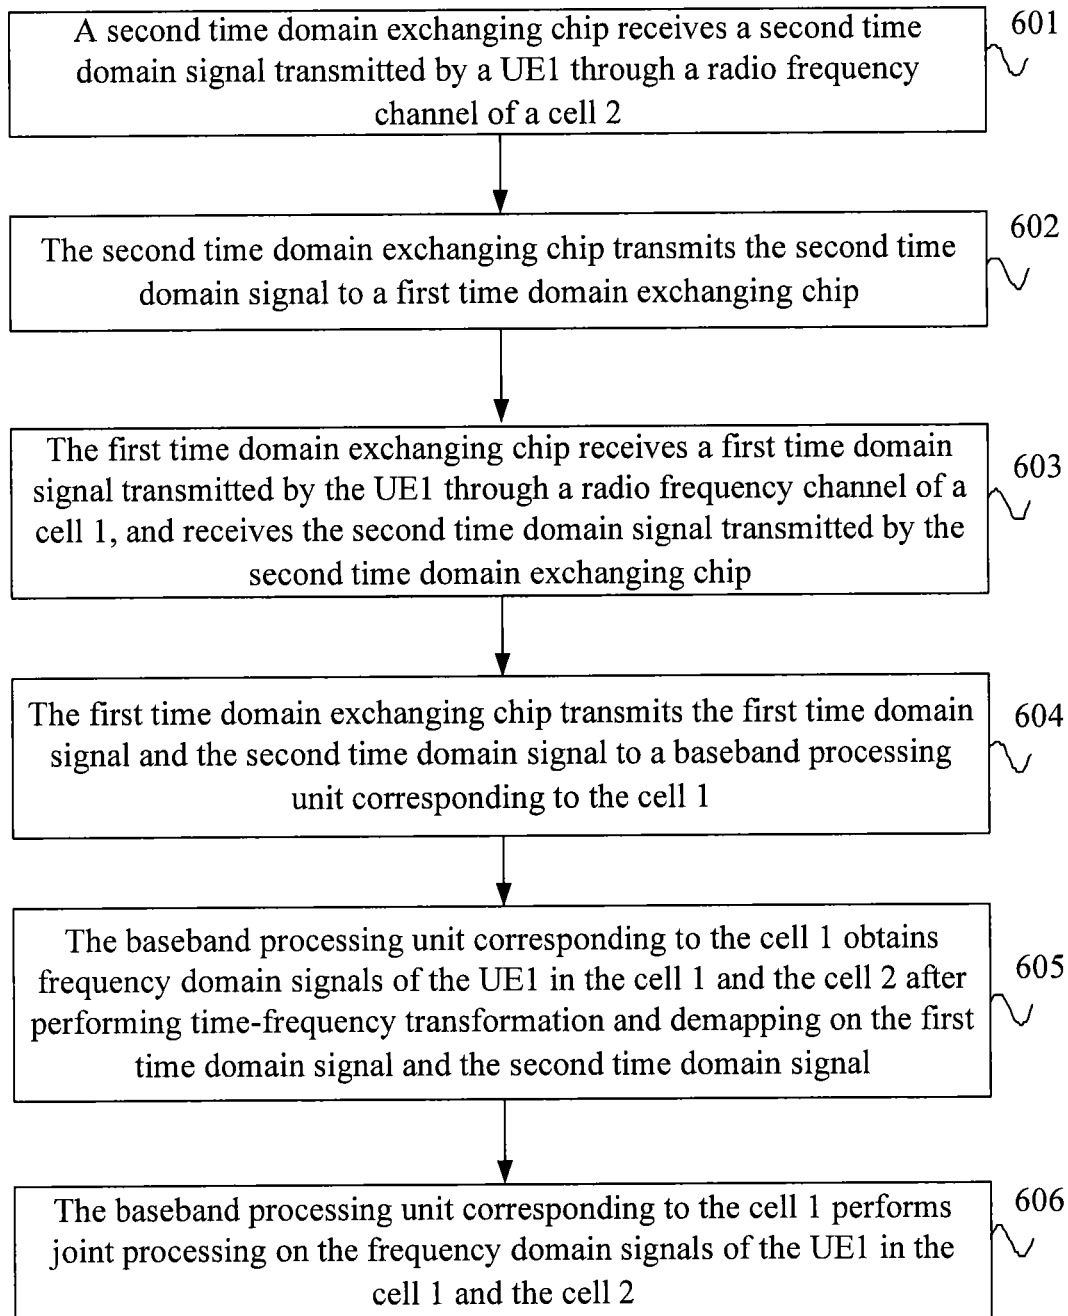 A second time domain exchanging chip receives a second time
domain signal transmitted by a UE1 through a radio frequency
channel of a cell 2
601
The second time domain exchanging chip transmits the second time
domain signal to a first time domain exchanging chip
602
The first time domain exchanging chip receives a first time domain
signal transmitted by the UE1 through a radio frequency channel of a
cell 1, and receives the second time domain signal transmitted by the
second time domain exchanging chip
603
The first time domain exchanging chip transmits the first time domain
signal and the second time domain signal to a baseband processing
unit corresponding to the cell 1
604
The baseband processing unit corresponding to the cell 1 obtains
frequency domain signals of the UE1 in the cell 1 and the cell 2 after
performing time-frequency transformation and demapping on the first
time domain signal and the second time domain signal
605
The baseband processing unit corresponding to the cell 1 performs
joint processing on the frequency domain signals of the UE1 in the
cell 1 and the cell 2
606